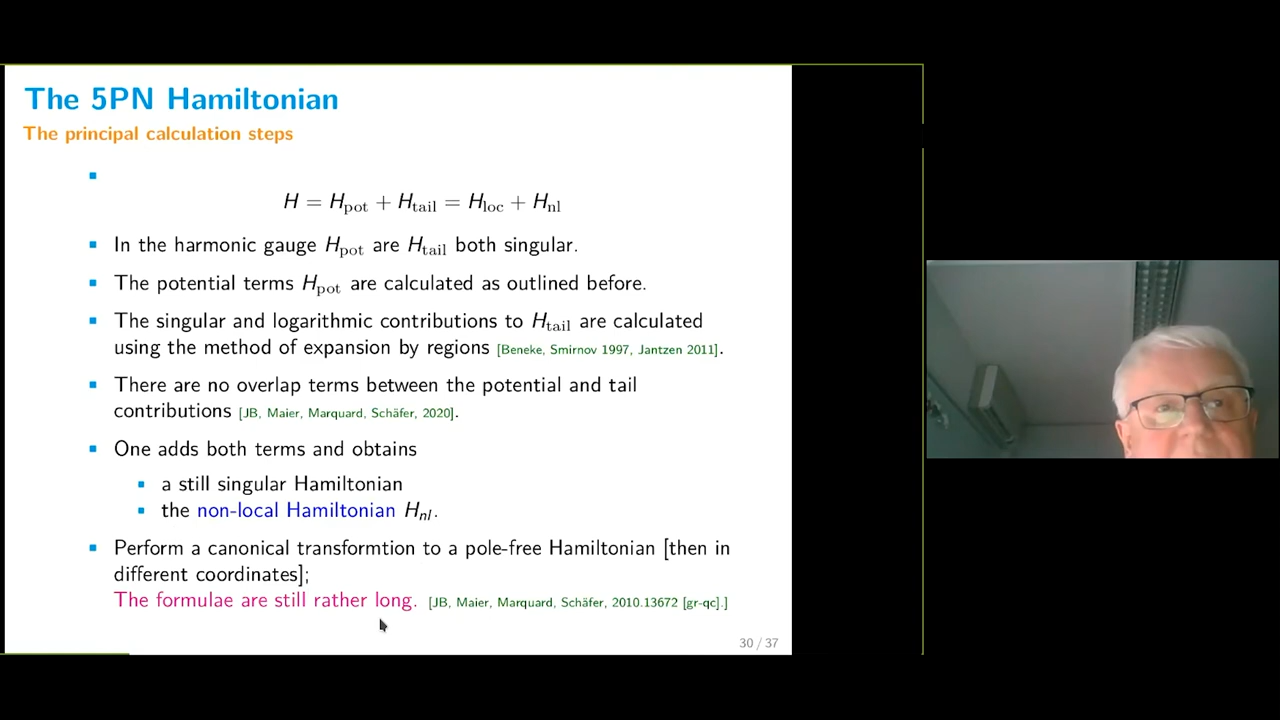 The 5PN Hamiltonian
The principal calculation steps
H = H_pot + H_tail = H_loc + H_nl
In the harmonic gauge H_pot are H_tail both singular.
The potential terms H_pot are calculated as outlined before.
The singular and logarithmic contributions to H_tail are calculated
using the method of expansion by regions [Beneke, Smirnov 1997, Jantzen 2011].
There are no overlap terms between the potential and tail
contributions [JB, Maier, Marquard, Schäfer, 2020].
One adds both terms and obtains
a still singular Hamiltonian
the non-local Hamiltonian H_nl.
Perform a canonical transformtion to a pole-free Hamiltonian [then in
different coordinates];
The formulae are still rather long. [JB, Maier, Marquard, Schäfer, 2010.13672 [gr-qc].]
30 / 37